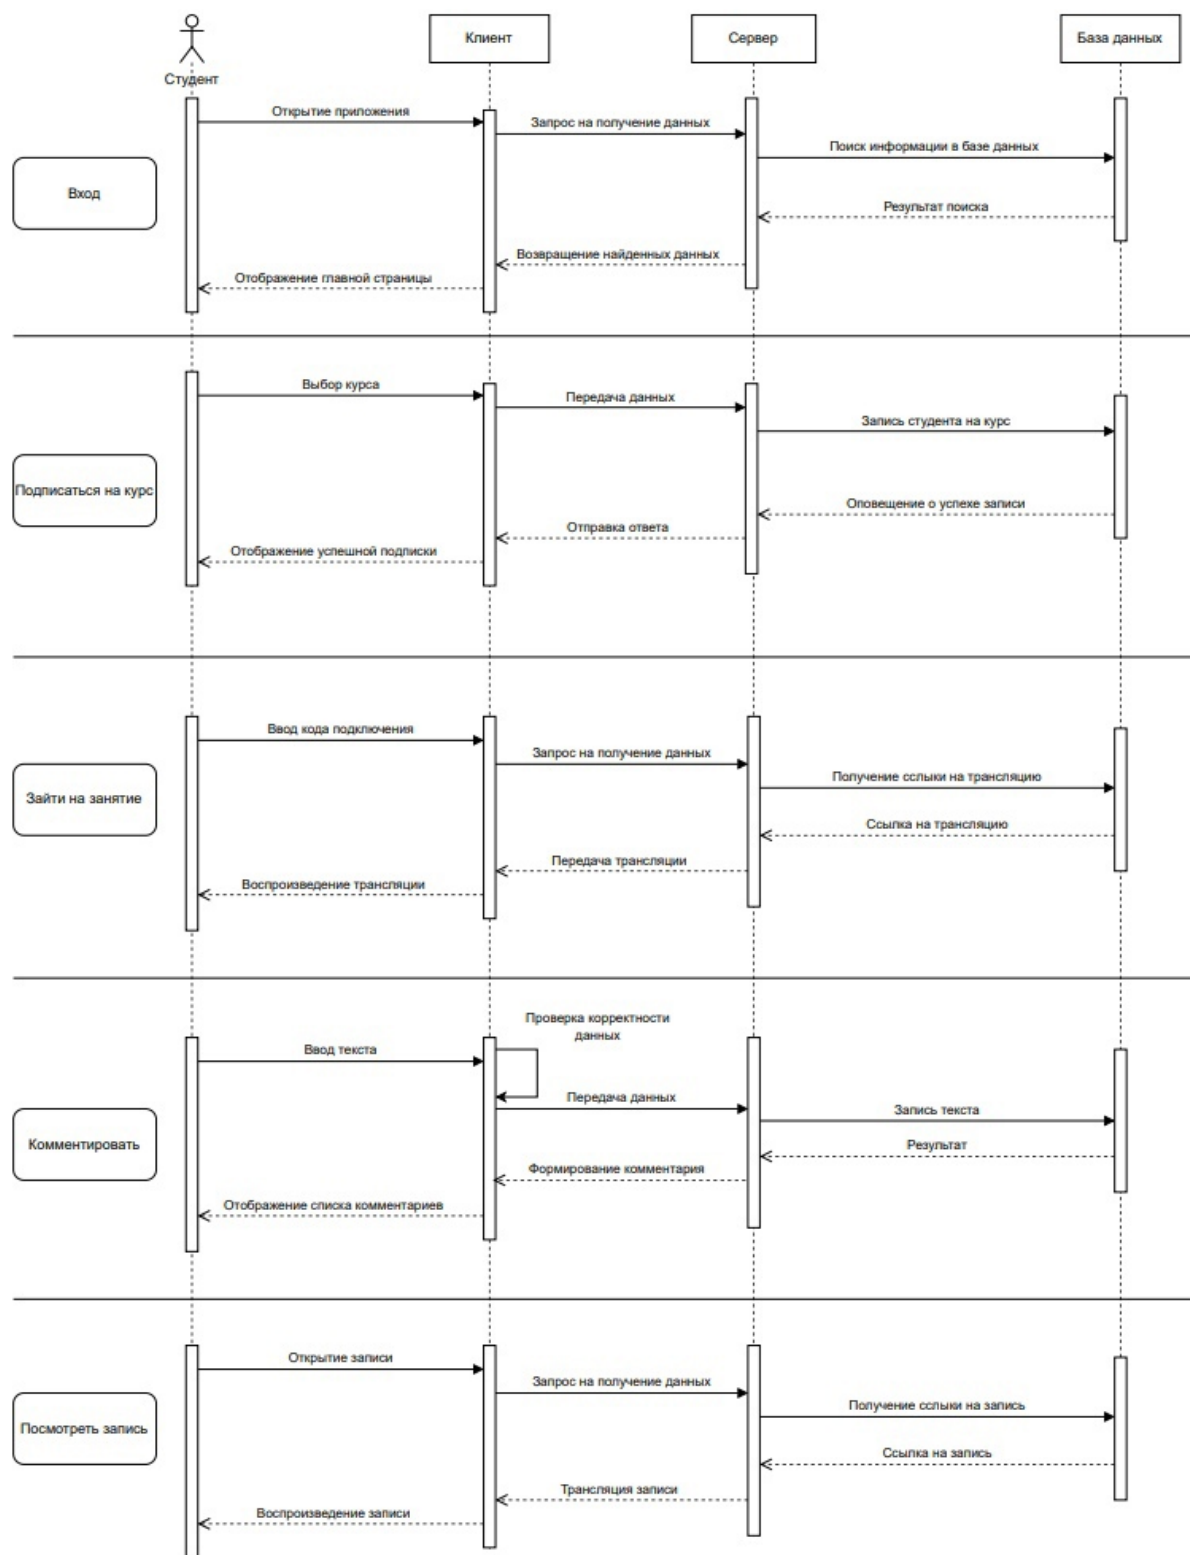 Клиент
Сервер
База данных
Студент
Открытие приложения
Запрос на получение данных
Поиск информации в базе данных
Вход
Результат поиска
Возвращение найденных данных
Отображение главной страницы
Выбор курса
Передача данных
Запись студента на курс
Подписаться на курс
Оповещение о успехе записи
Отправка ответа
Отображение успешной подписки
Ввод кода подключения
Запрос на получение данных
Получение сслыки на трансляцию
Зайти на занятие
Ссылка на трансляцию
Передача трансляции
Воспроизведение трансляции
Проверка корректности
данных
Ввод текста
Передача данных
Запись текста
Комментировать
Результат
Формирование комментария
Отображение списка комментариев
Открытие записи
Запрос на получение данных
Получение сслыки на запись
Посмотреть запись
Ссылка на запись
Трансляция записи
Воспроизведение записи